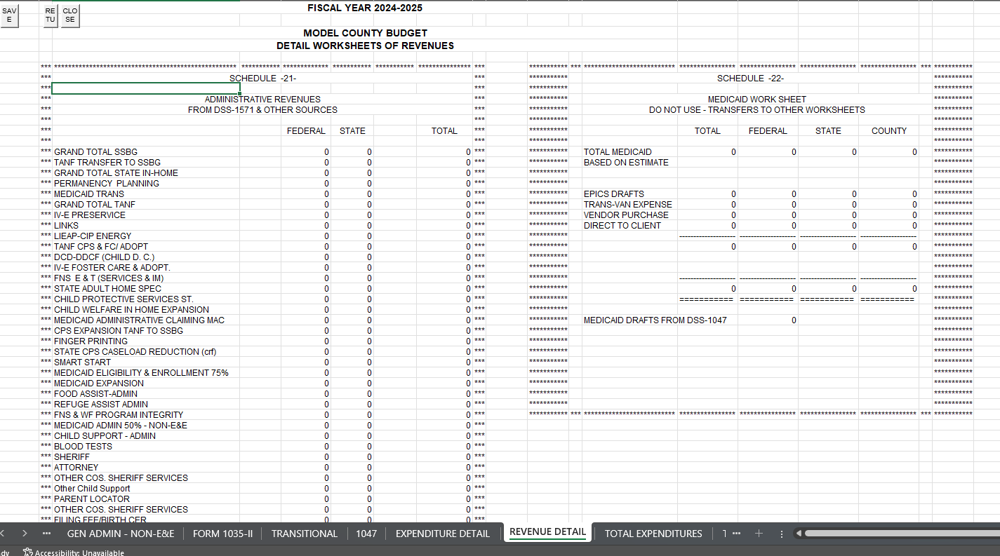 FISCAL YEAR 2024-2025
SAV
E
RE
TU
CLO
SE
MODEL COUNTY BUDGET
DETAIL WORKSHEETS OF REVENUES
*** SCHEDULE -21- ***
ADMINISTRATIVE REVENUES
FROM DSS-1571 & OTHER SOURCES
FEDERAL STATE TOTAL
*** GRAND TOTAL SSBG 0 0 0 ***
*** TANF TRANSFER TO SSBG 0 0 0 ***
*** GRAND TOTAL STATE IN-HOME 0 0 0 ***
*** PERMANENCY PLANNING 0 0 0 ***
*** MEDICAID TRANS 0 0 0 ***
*** GRAND TOTAL TANF 0 0 0 ***
*** IV-E PRESERVICE 0 0 0 ***
*** LINKS 0 0 0 ***
*** LIEAP-CIP ENERGY 0 0 0 ***
*** TANF CPS & FC/ ADOPT 0 0 0 ***
*** DCD-DDCF (CHILD D. C.) 0 0 0 ***
*** IV-E FOSTER CARE & ADOPT. 0 0 0 ***
*** FNS E & T (SERVICES & IM) 0 0 0 ***
*** STATE ADULT HOME SPEC 0 0 0 ***
*** CHILD PROTECTIVE SERVICES ST. 0 0 0 ***
*** CHILD WELFARE IN HOME EXPANSION 0 0 0 ***
*** MEDICAID ADMINISTRATIVE CLAIMING MAC 0 0 0 ***
*** CPS EXPANSION TANF TO SSBG 0 0 0 ***
*** FINGER PRINTING 0 0 0 ***
*** STATE CPS CASELOAD REDUCTION (crf) 0 0 0 ***
*** SMART START 0 0 0 ***
*** MEDICAID ELIGIBILITY & ENROLLMENT 75% 0 0 0 ***
*** MEDICAID EXPANSION 0 0 0 ***
*** FOOD ASSIST-ADMIN 0 0 0 ***
*** REFUGE ASSIST ADMIN 0 0 0 ***
*** FNS & WF PROGRAM INTEGRITY 0 0 0 ***
*** MEDICAID ADMIN 50% - NON-E&E 0 0 0 ***
*** CHILD SUPPORT - ADMIN 0 0 0 ***
*** BLOOD TESTS 0 0 0 ***
*** SHERIFF 0 0 0 ***
*** ATTORNEY 0 0 0 ***
*** OTHER COS. SHERIFF SERVICES 0 0 0 ***
*** Other Child Support 0 0 0 ***
*** PARENT LOCATOR 0 0 0 ***
*** OTHER COS. SHERIFF SERVICES 0 0 0 ***
*** FILING FEE/BIRTH CER 0 0 0 ***
SCHEDULE -22-
MEDICAID WORK SHEET
DO NOT USE - TRANSFERS TO OTHER WORKSHEETS
TOTAL FEDERAL STATE COUNTY
TOTAL MEDICAID 0 0 0 0
BASED ON ESTIMATE
EPICS DRAFTS 0 0 0 0
TRANS-VAN EXPENSE 0 0 0 0
VENDOR PURCHASE 0 0 0 0
DIRECT TO CLIENT 0 0 0 0
0 0 0 0
0 0 0 0
=========== =========== =========== ===========
MEDICAID DRAFTS FROM DSS-1047 0
GEN ADMIN - NON-E&E FORM 1035-II TRANSITIONAL 1047 EXPENDITURE DETAIL REVENUE DETAIL TOTAL EXPENDITURES
dy Accessibility: Unavailable